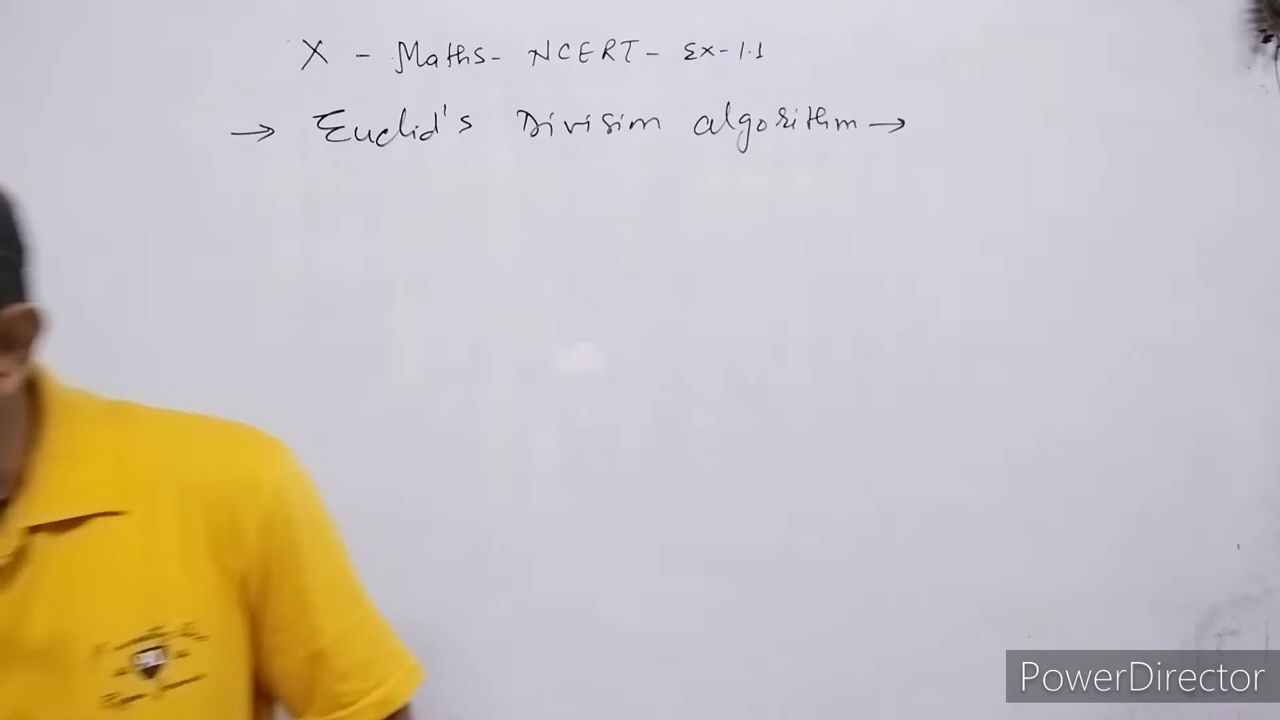 X - Maths - NCERT - Ex-1.1
→ Euclid's Division algorithm →
PowerDirector